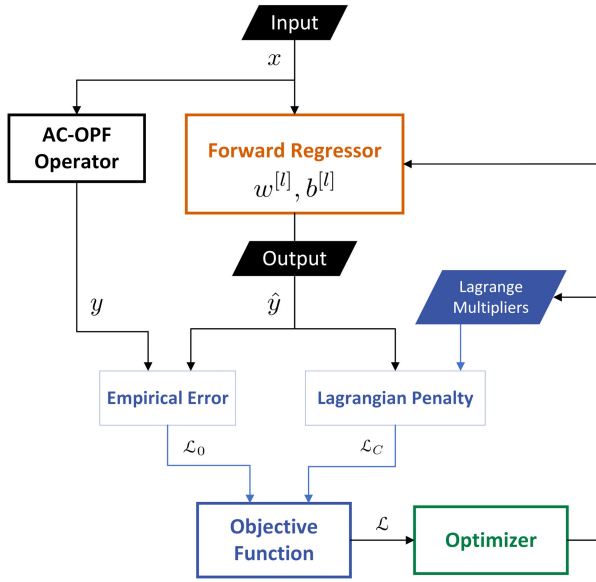 Input
x
AC-OPF
Operator
Forward Regressor
w^{[l]}, b^{[l]}
Output
y
ŷ
Lagrange
Multipliers
Empirical Error
Lagrangian Penalty
ℒ_0
ℒ_C
Objective
Function
ℒ
Optimizer